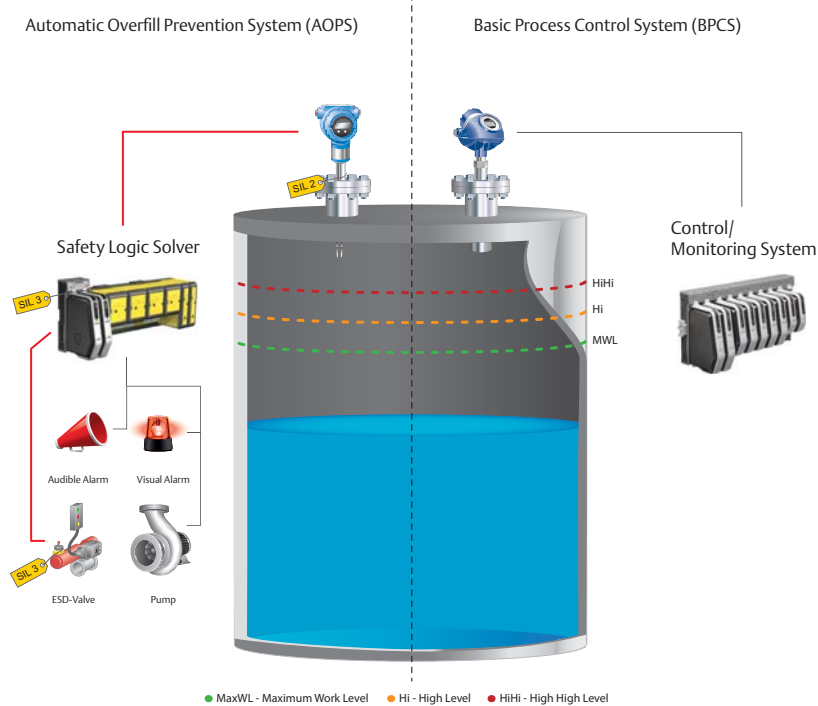 Automatic Overfill Prevention System (AOPS)
Basic Process Control System (BPCS)
SIL 2
Safety Logic Solver
SIL 3
Control/
Monitoring System
HiHi
Hi
MWL
Audible Alarm
Visual Alarm
SIL 3
ESD-Valve
Pump
MaxWL - Maximum Work Level
Hi - High Level
HiHi - High High Level